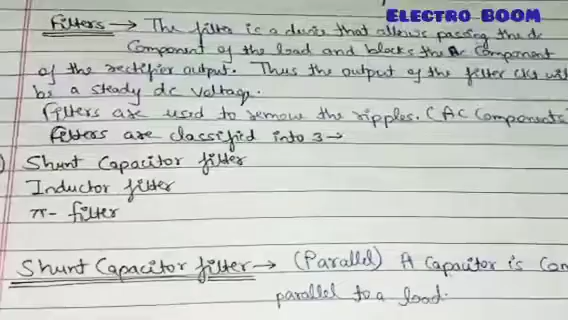 ELECTRO BOOM
Filters → The filter is a device that allows passing the dc
Component of the load and blocks the ac Component
of the rectifier output. Thus the output of the filter ckt will
be a steady dc voltage.
Filters are used to remove the ripples. (AC Components
Filters are classified into 3 →
) Shunt Capacitor filter
Inductor filter
π- filter
Shunt Capacitor filter → (Parallel) A Capacitor is Con
parallel to a load.